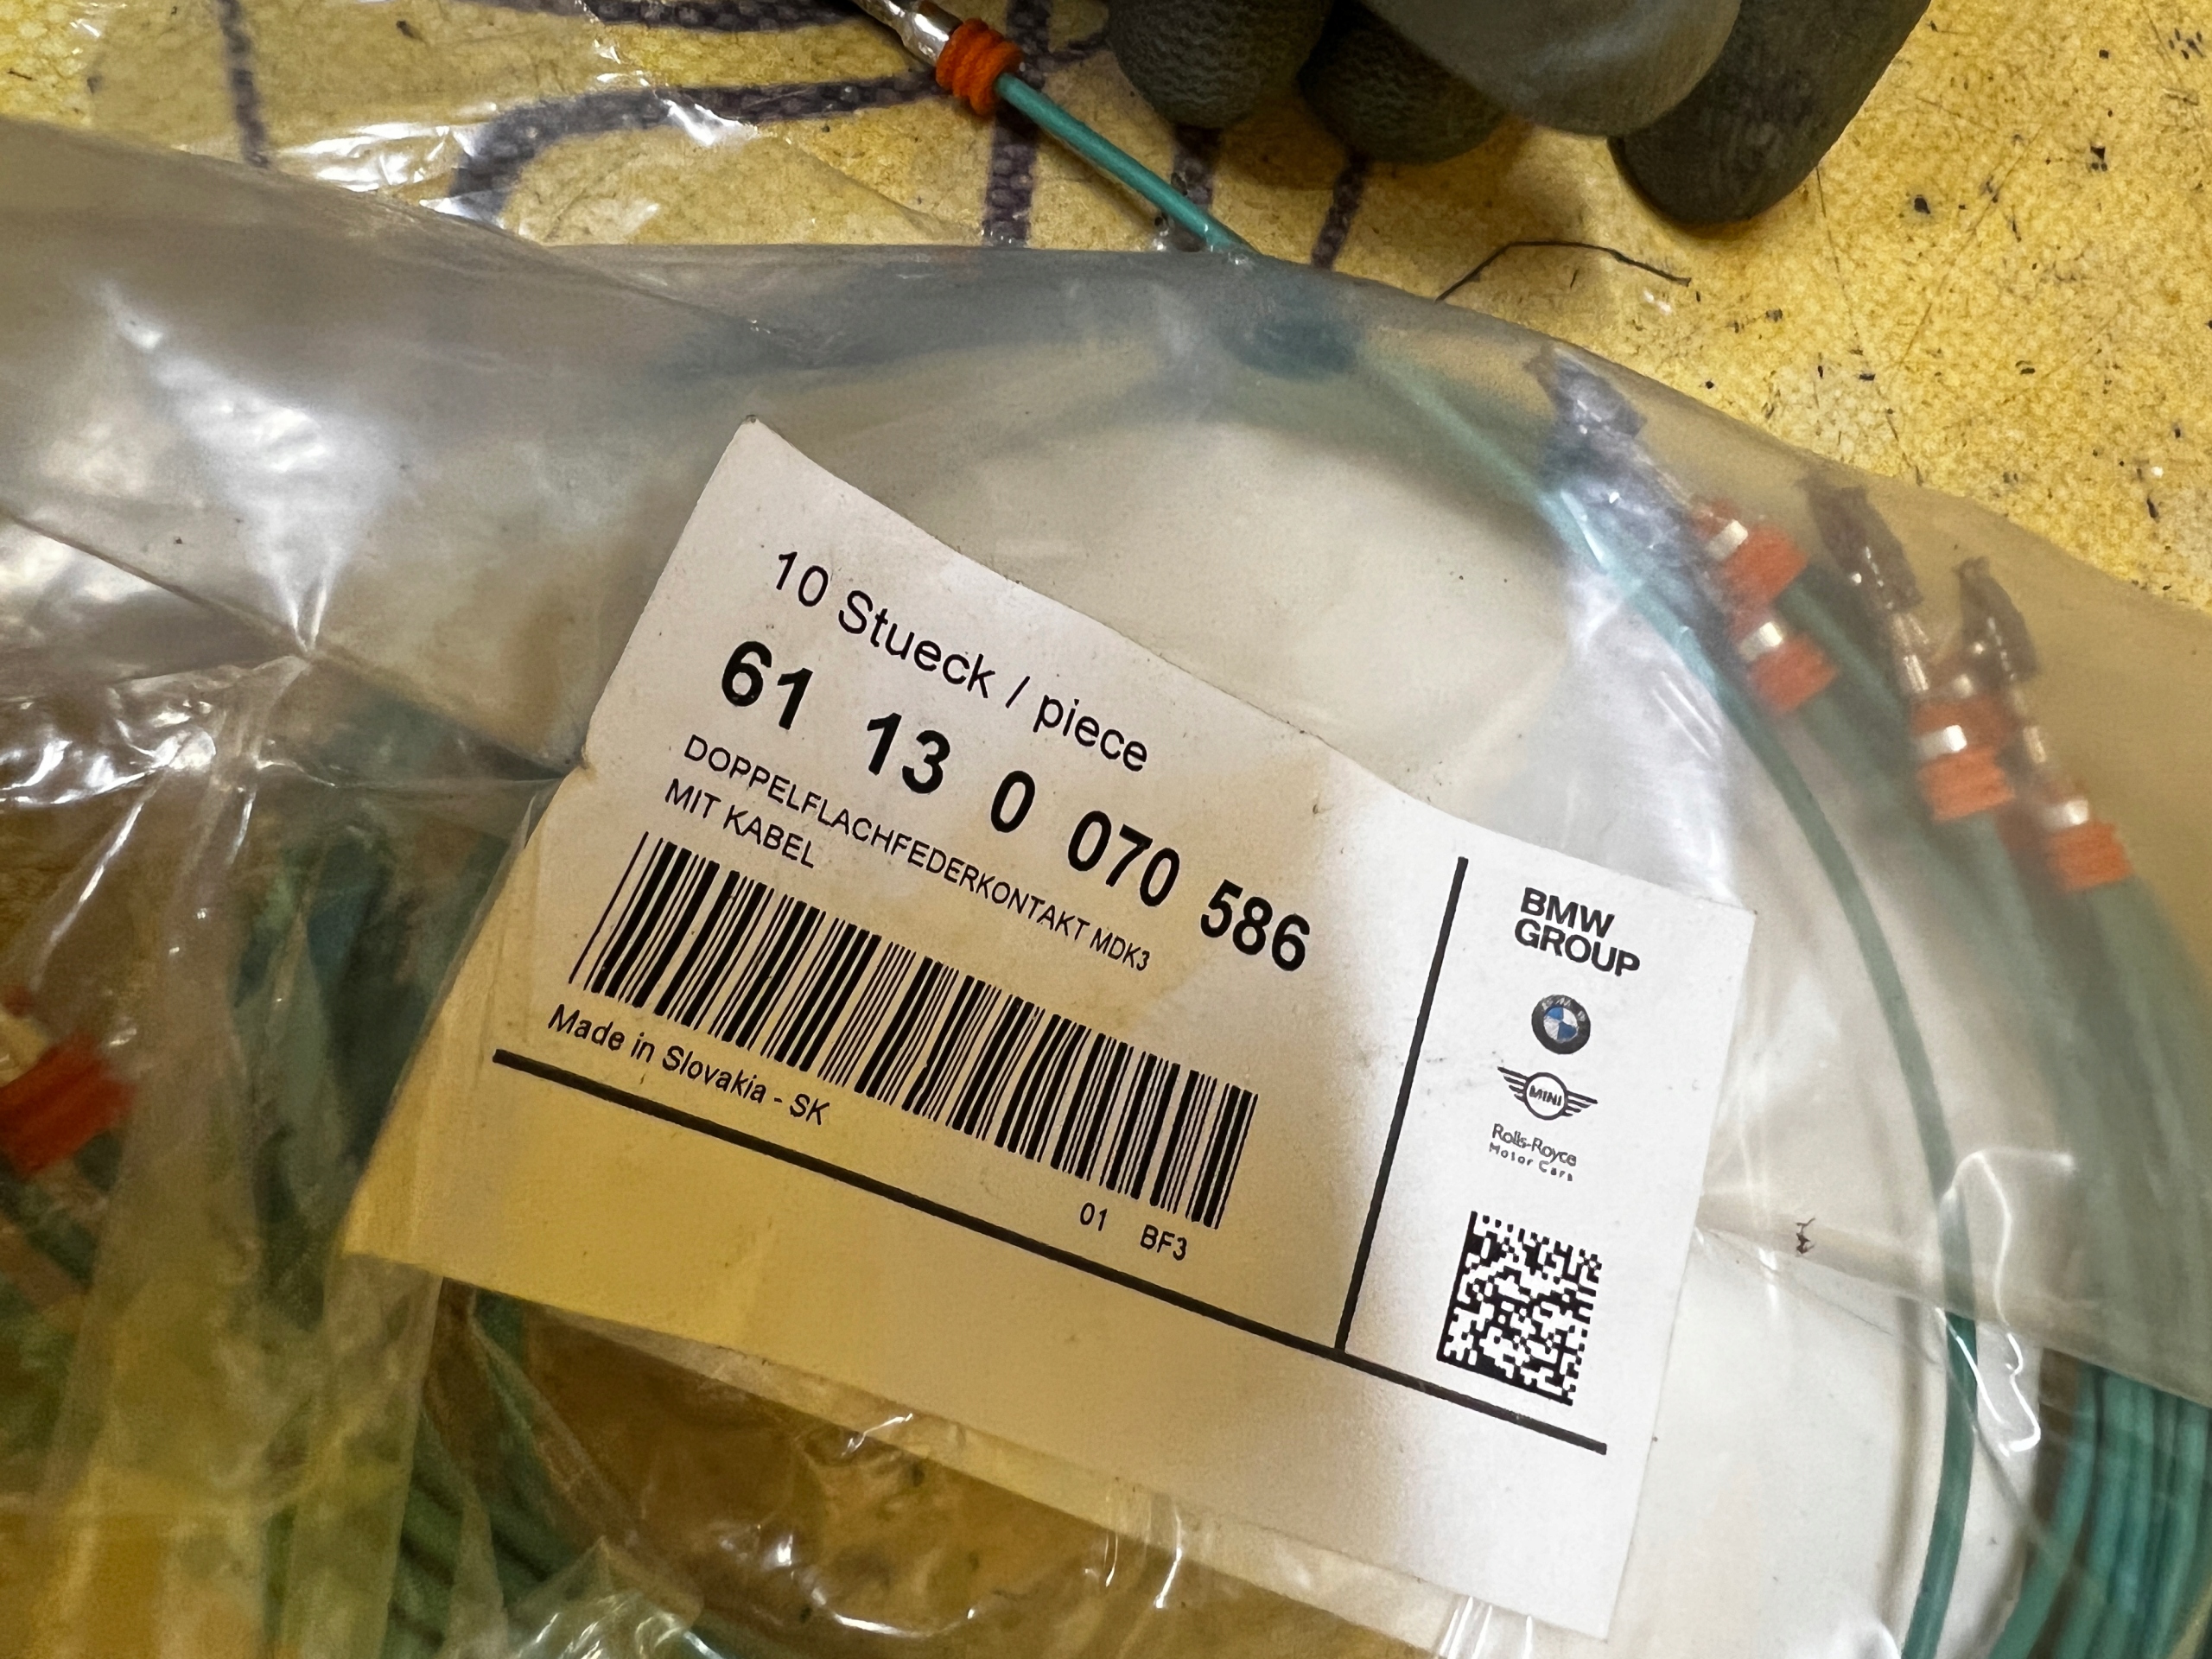 10 Stueck / piece
61 13 0 070 586
DOPPELFLACHFEDERKONTAKT MDK3
MIT KABEL
Made in Slovakia - SK
01 BF3
BMW
GROUP
MINI
Rolls-Royce
Motor Cars